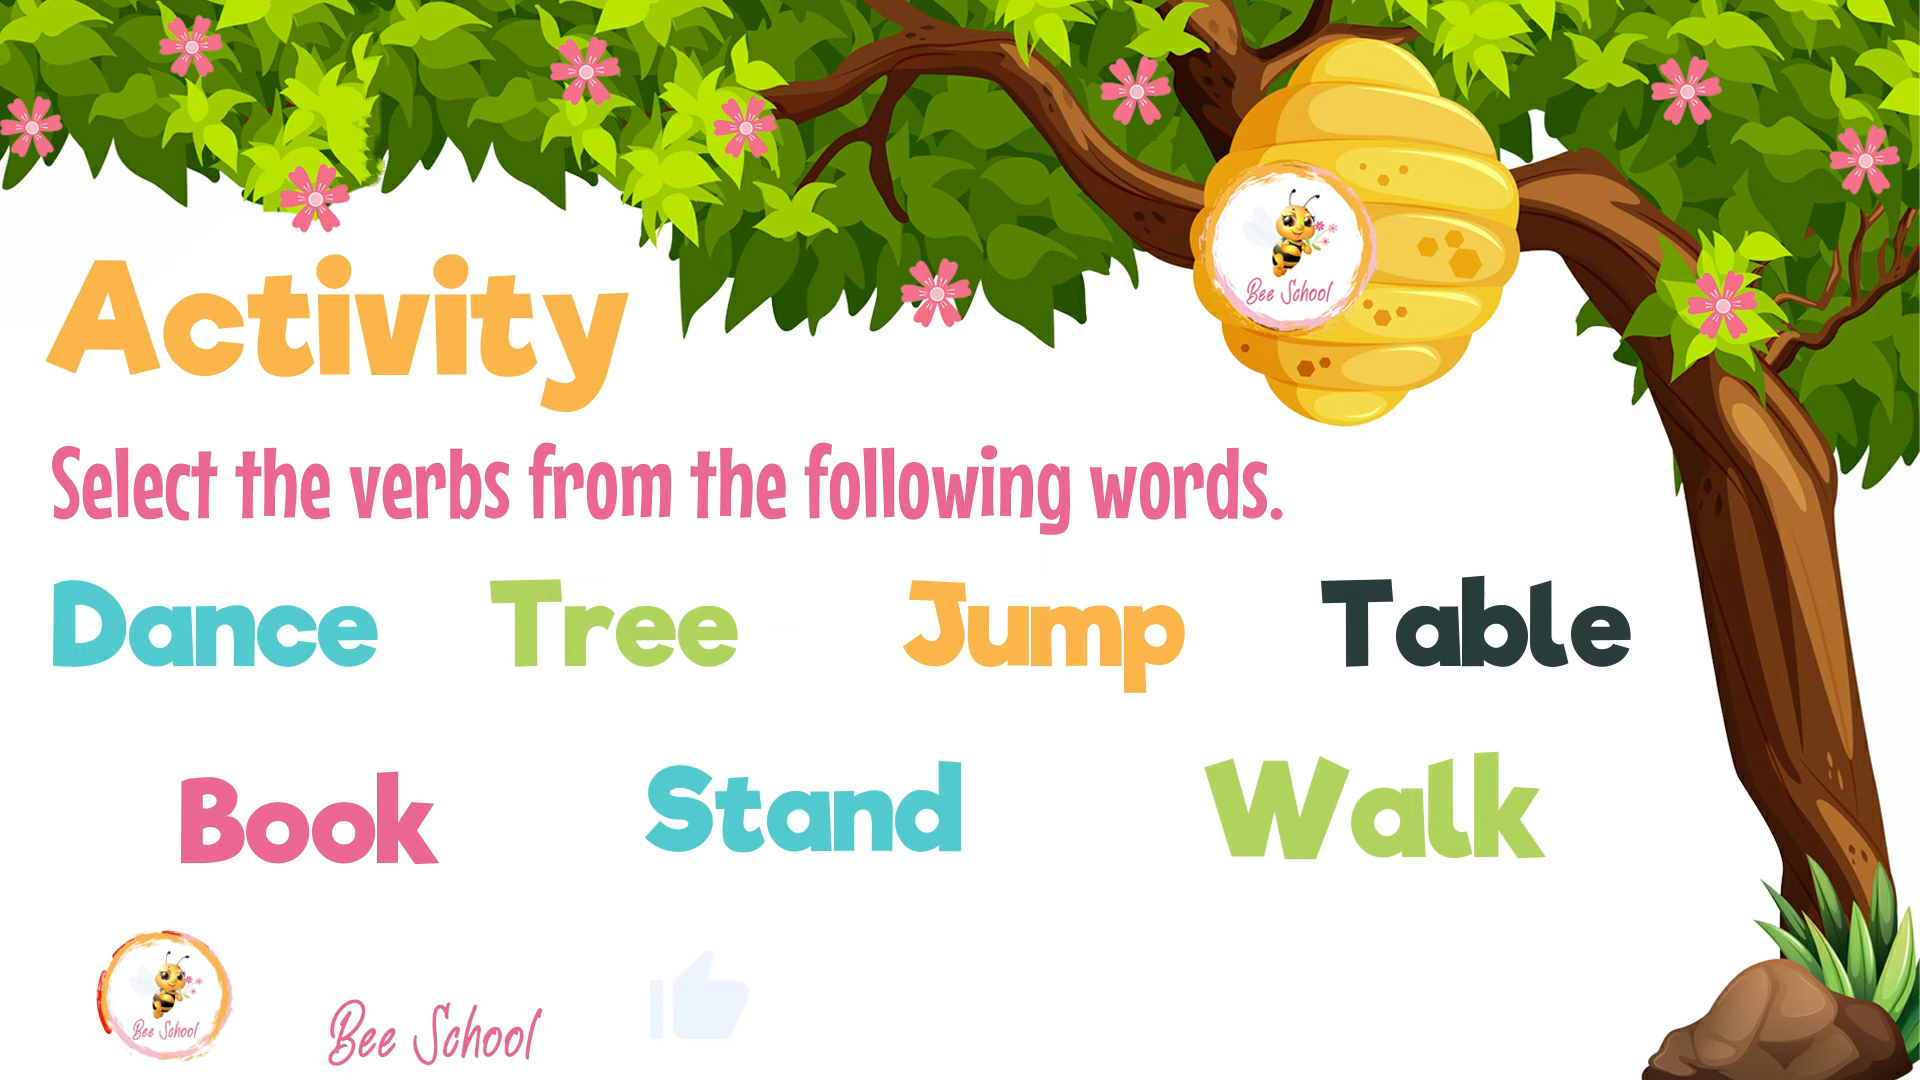 Bee School
Activity
Select the verbs from the following words.
Dance Tree Jump Table
Book Stand Walk
Bee School
Bee School